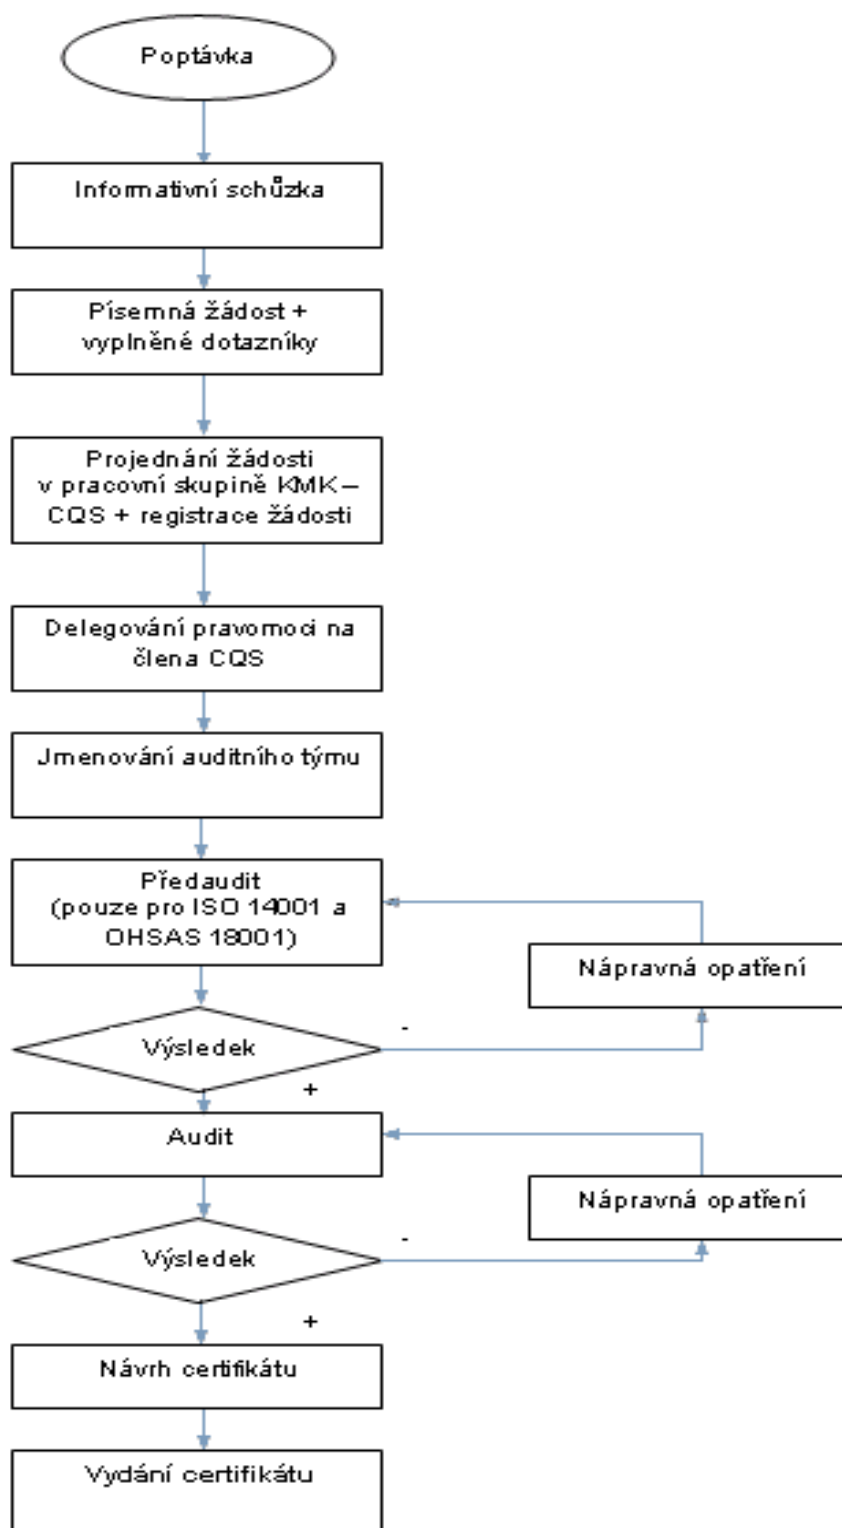 Poptávka
Informativní schůzka
Písemná žádost +
vyplněné dotazníky
Projednání žádosti
v pracovní skupině KMK –
CQS + registrace žádosti
Delegování pravomoci na
člena CQS
Jmenování auditního týmu
Předaudit
(pouze pro ISO 14001 a
OHSAS 18001)
Nápravná opatření
-
Výsledek
+
Audit
Nápravná opatření
-
Výsledek
+
Návrh certifikátu
Vydání certifikátu